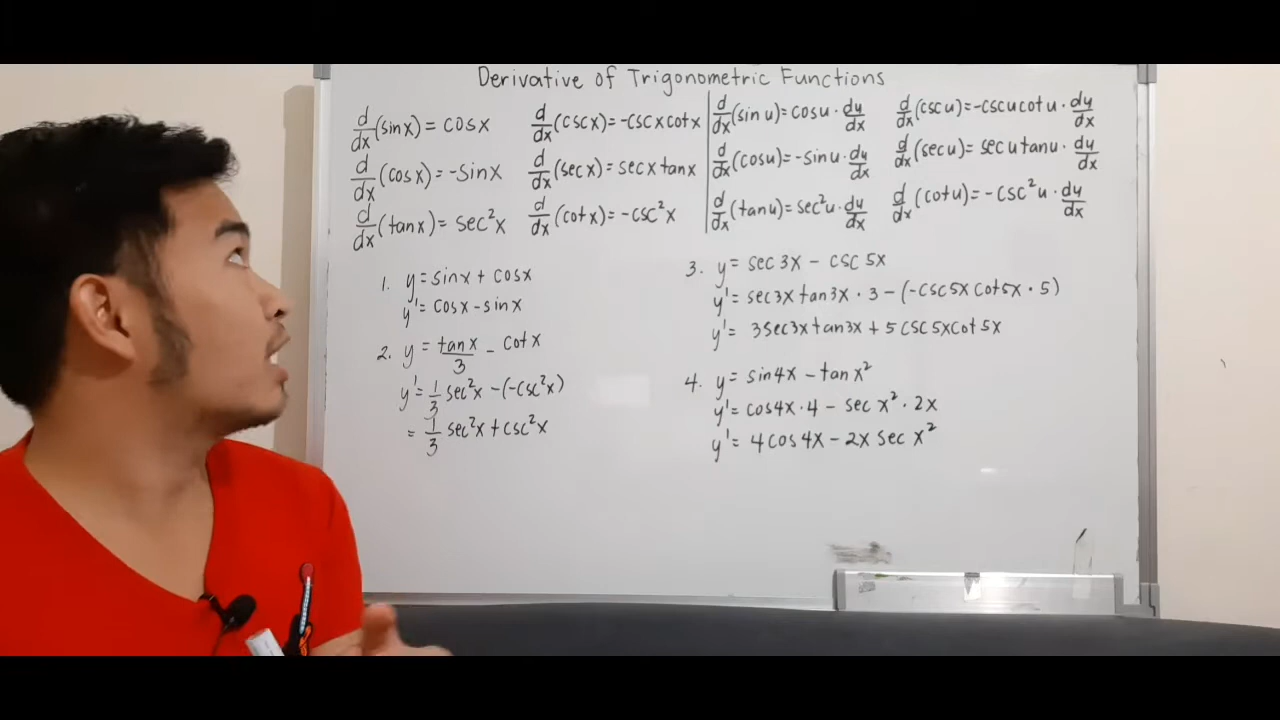 Derivative of Trigonometric Functions
d/dx (sin x) = cos x
d/dx (cos x) = -sin x
d/dx (tan x) = sec²x
d/dx (csc x) = -csc x cot x
d/dx (sec x) = sec x tan x
d/dx (cot x) = -csc²x
d/dx (sin u) = cos u · du/dx
d/dx (cos u) = -sin u · du/dx
d/dx (tan u) = sec²u · du/dx
d/dx (csc u) = -csc u cot u · du/dx
d/dx (sec u) = sec u tan u · du/dx
d/dx (cot u) = -csc²u · du/dx
1. y = sin x + cos x
y' = cos x - sin x
2. y = tan x/3 - cot x
y' = 1/3 sec²x - (-csc²x)
= 1/3 sec²x + csc²x
3. y = sec 3x - csc 5x
y' = sec 3x tan 3x · 3 - (-csc 5x cot 5x · 5)
y' = 3 sec 3x tan 3x + 5 csc 5x cot 5x
4. y = sin 4x - tan x²
y' = cos 4x · 4 - sec x² · 2x
y' = 4 cos 4x - 2x sec x²